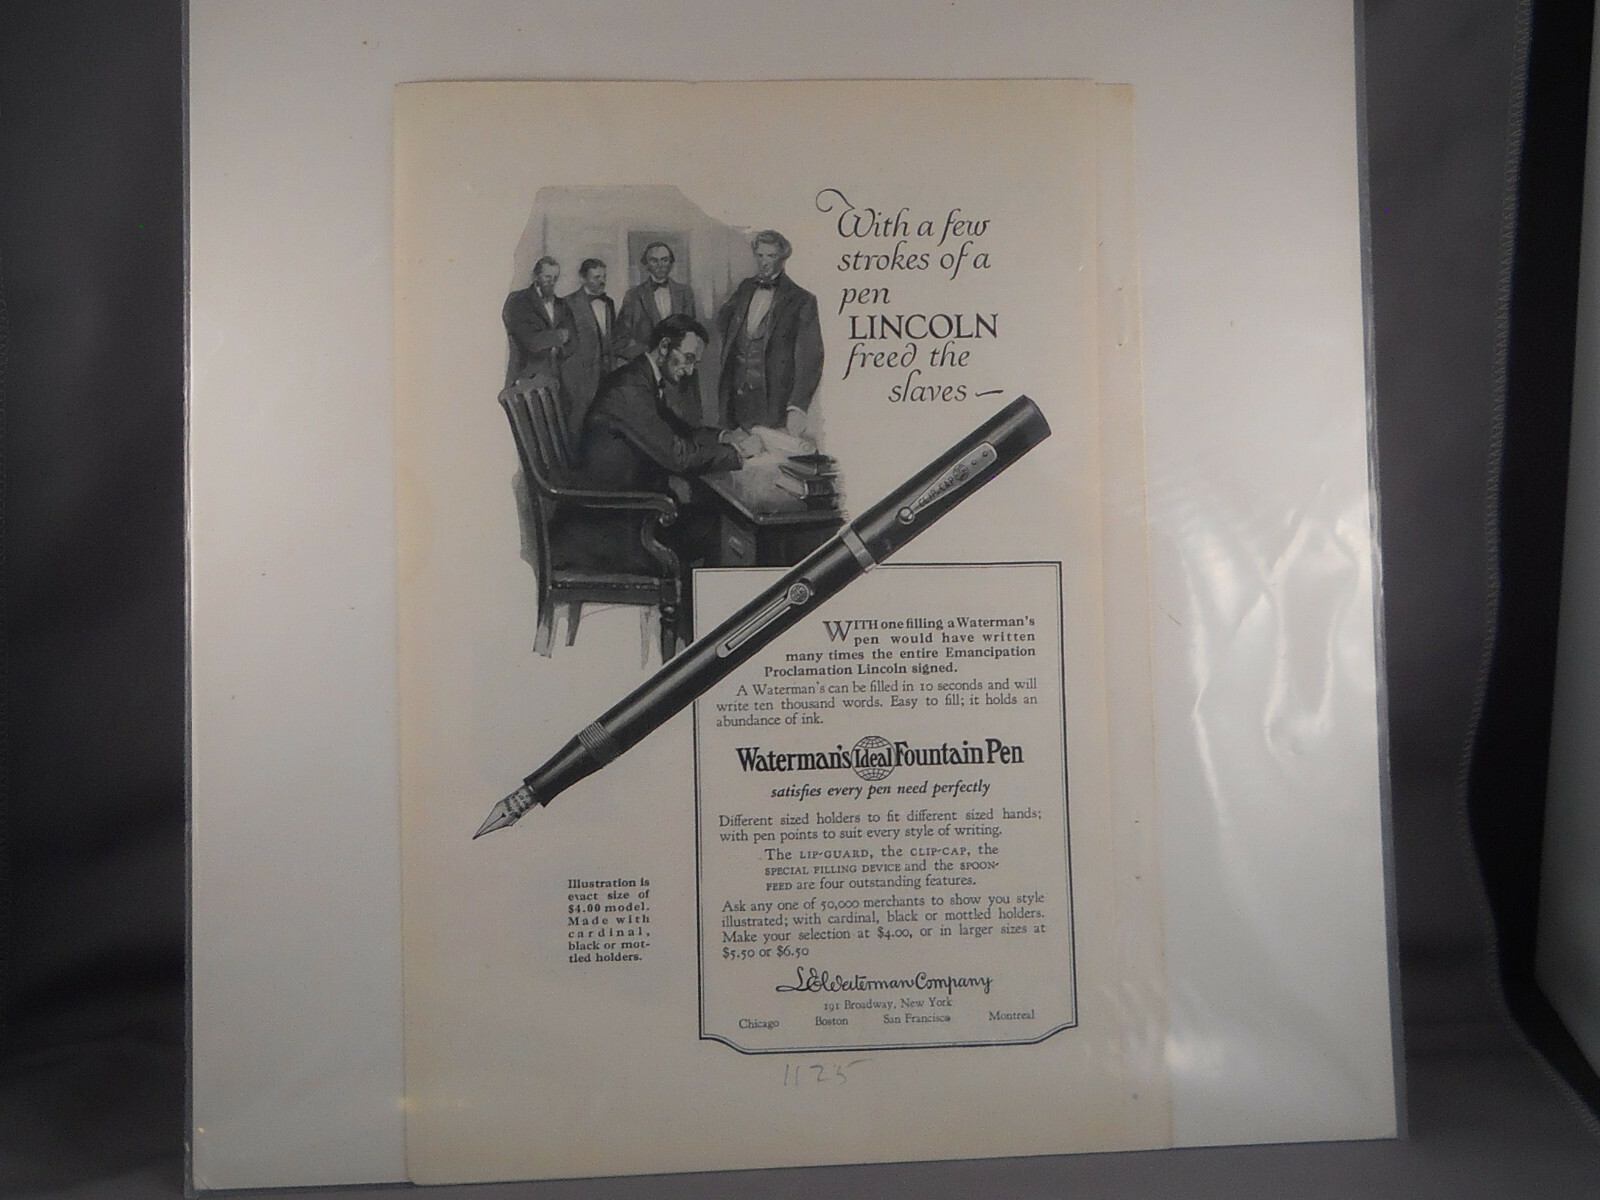 With a few
strokes of a
pen
LINCOLN
freed the
slaves —
CLIP-CAP
WITH one filling a Waterman's
pen would have written
many times the entire Emancipation
Proclamation Lincoln signed.
A Waterman's can be filled in 10 seconds and will
write ten thousand words. Easy to fill; it holds an
abundance of ink.
Waterman's Ideal Fountain Pen
satisfies every pen need perfectly
Different sized holders to fit different sized hands;
with pen points to suit every style of writing.
The LIP-GUARD, the CLIP-CAP, the
SPECIAL FILLING DEVICE and the SPOON-
FEED are four outstanding features.
Ask any one of 50,000 merchants to show you style
illustrated; with cardinal, black or mottled holders.
Make your selection at $4.00, or in larger sizes at
$5.50 or $6.50
Illustration is
exact size of
$4.00 model.
Made with
cardinal,
black or mot-
tled holders.
L E Waterman Company
191 Broadway, New York
Chicago Boston San Francisco Montreal
1125